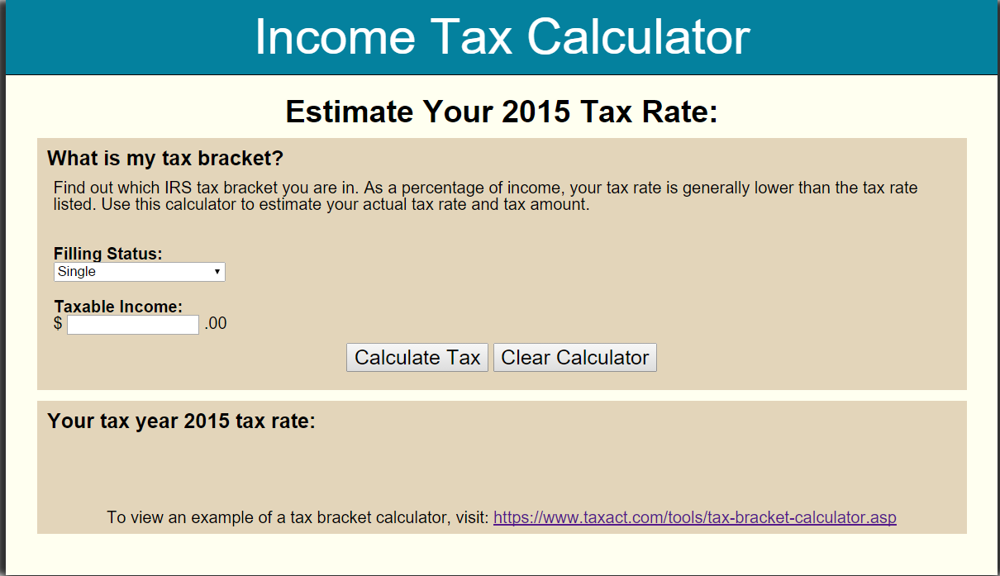 Income Tax Calculator
Estimate Your 2015 Tax Rate:
What is my tax bracket?
Find out which IRS tax bracket you are in. As a percentage of income, your tax rate is generally lower than the tax rate
listed. Use this calculator to estimate your actual tax rate and tax amount.
Filling Status:
Single
Taxable Income:
$ .00
Calculate Tax Clear Calculator
Your tax year 2015 tax rate:
To view an example of a tax bracket calculator, visit: https://www.taxact.com/tools/tax-bracket-calculator.asp